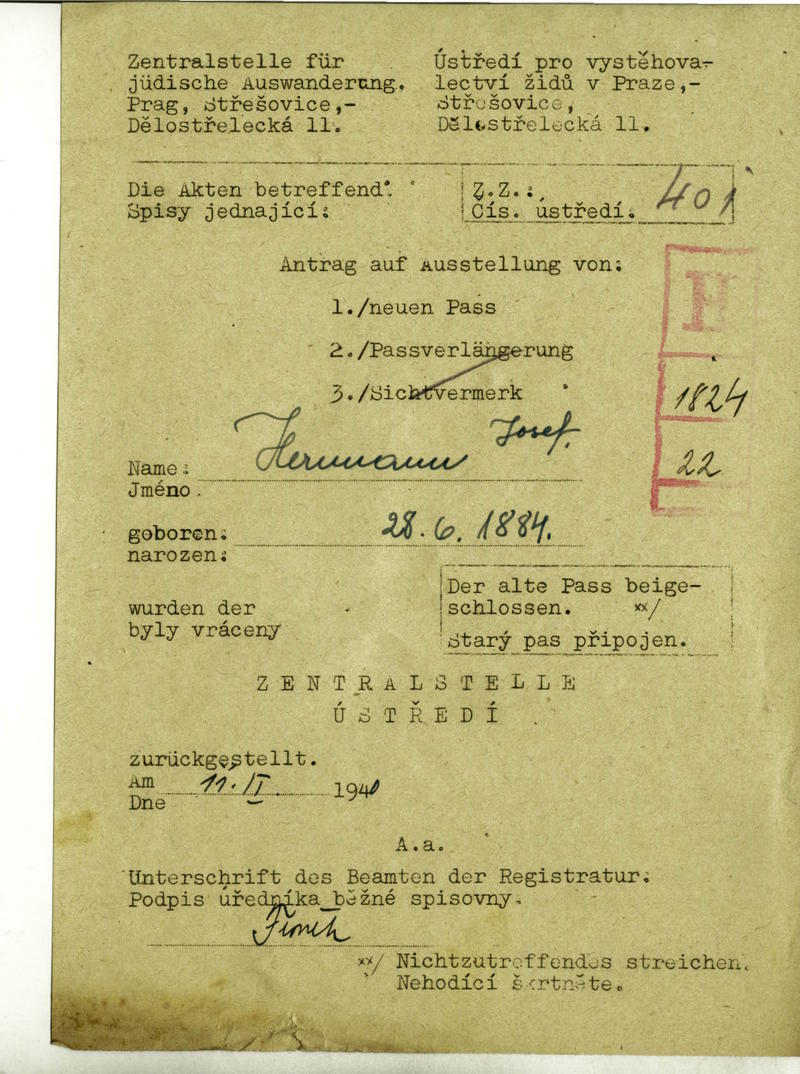 Zentralstelle für
jüdische Auswanderung.
Prag, Střešovice,-
Dělostřelecká 11.
Ústředí pro vystěhova-
lectví židů v Praze,-
Střešovice,
Dělostřelecká 11.
Die Akten betreffend:
Spisy jednající:
Z.Z.:
Cís. ústředí.
401
Antrag auf Ausstellung von:
1./neuen Pass
2./Passverlängerung
3./Sichtvermerk
1824
22
Name: Hermann Josef.
Jméno.
geboren: 28.6.1884.
narozen:
Der alte Pass beige-
schlossen. xx/
Starý pas připojen.
wurden der
byly vráceny
ZENTRALSTELLE
ÚSTŘEDÍ
zurückgestellt.
Am 11.II. 1940
Dne
A.a.
Unterschrift des Beamten der Registratur:
Podpis úředníka běžné spisovny.
xx/ Nichtzutreffendes streichen.
Nehodící škrtněte.